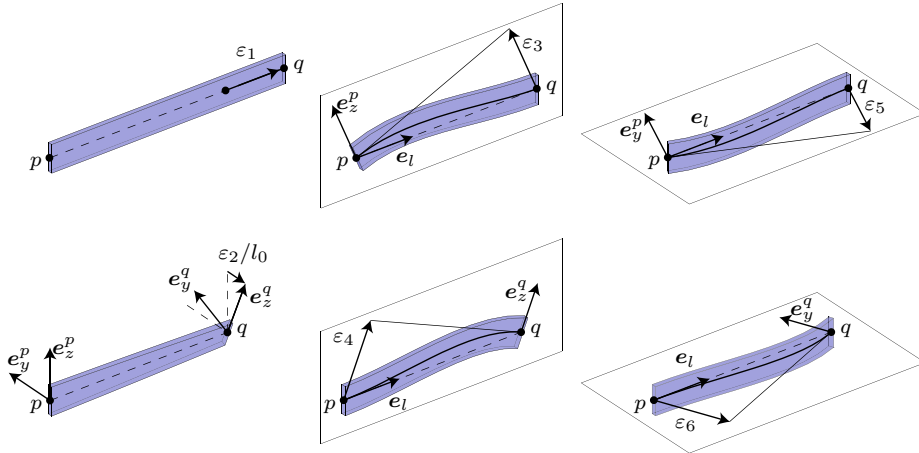 ε₁ q p
ε₃ q e_z^p p e_l
q ε₅ e_l e_y^p p
ε₂/l₀ e_y^q e_z^q q e_z^p e_y^p p
e_z^q q ε₄ e_l p
e_y^q q e_l p ε₆